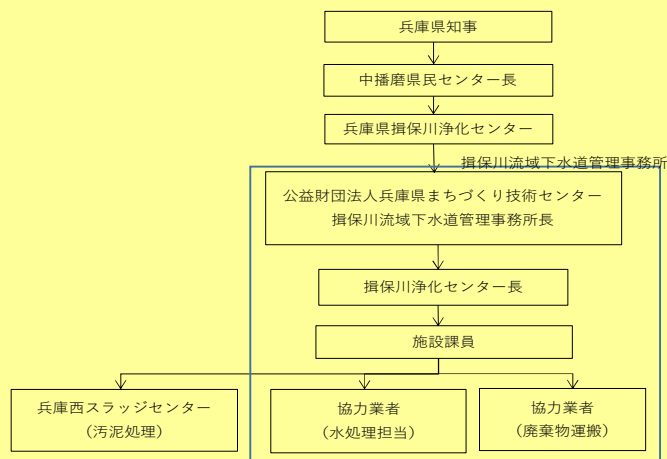 兵庫県知事
中播磨県民センター長
兵庫県揖保川浄化センター
揖保川流域下水道管理事務所
公益財団法人兵庫県まちづくり技術センター
揖保川流域下水道管理事務所長
揖保川浄化センター長
施設課員
兵庫西スラッジセンター
（汚泥処理）
協力業者
（水処理担当）
協力業者
（廃棄物運搬）